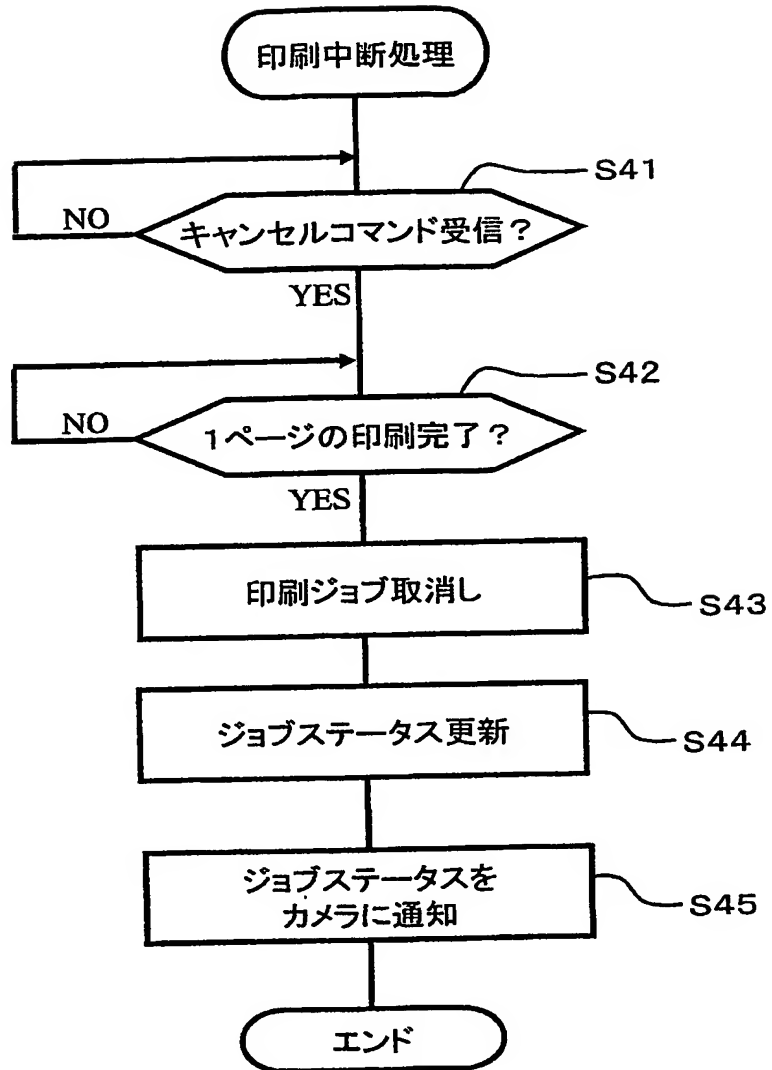 印刷中断処理
S41
NO
キャンセルコマンド受信？
YES
S42
NO
1ページの印刷完了？
YES
印刷ジョブ取消し
S43
ジョブステータス更新
S44
ジョブステータスを
カメラに通知
S45
エンド